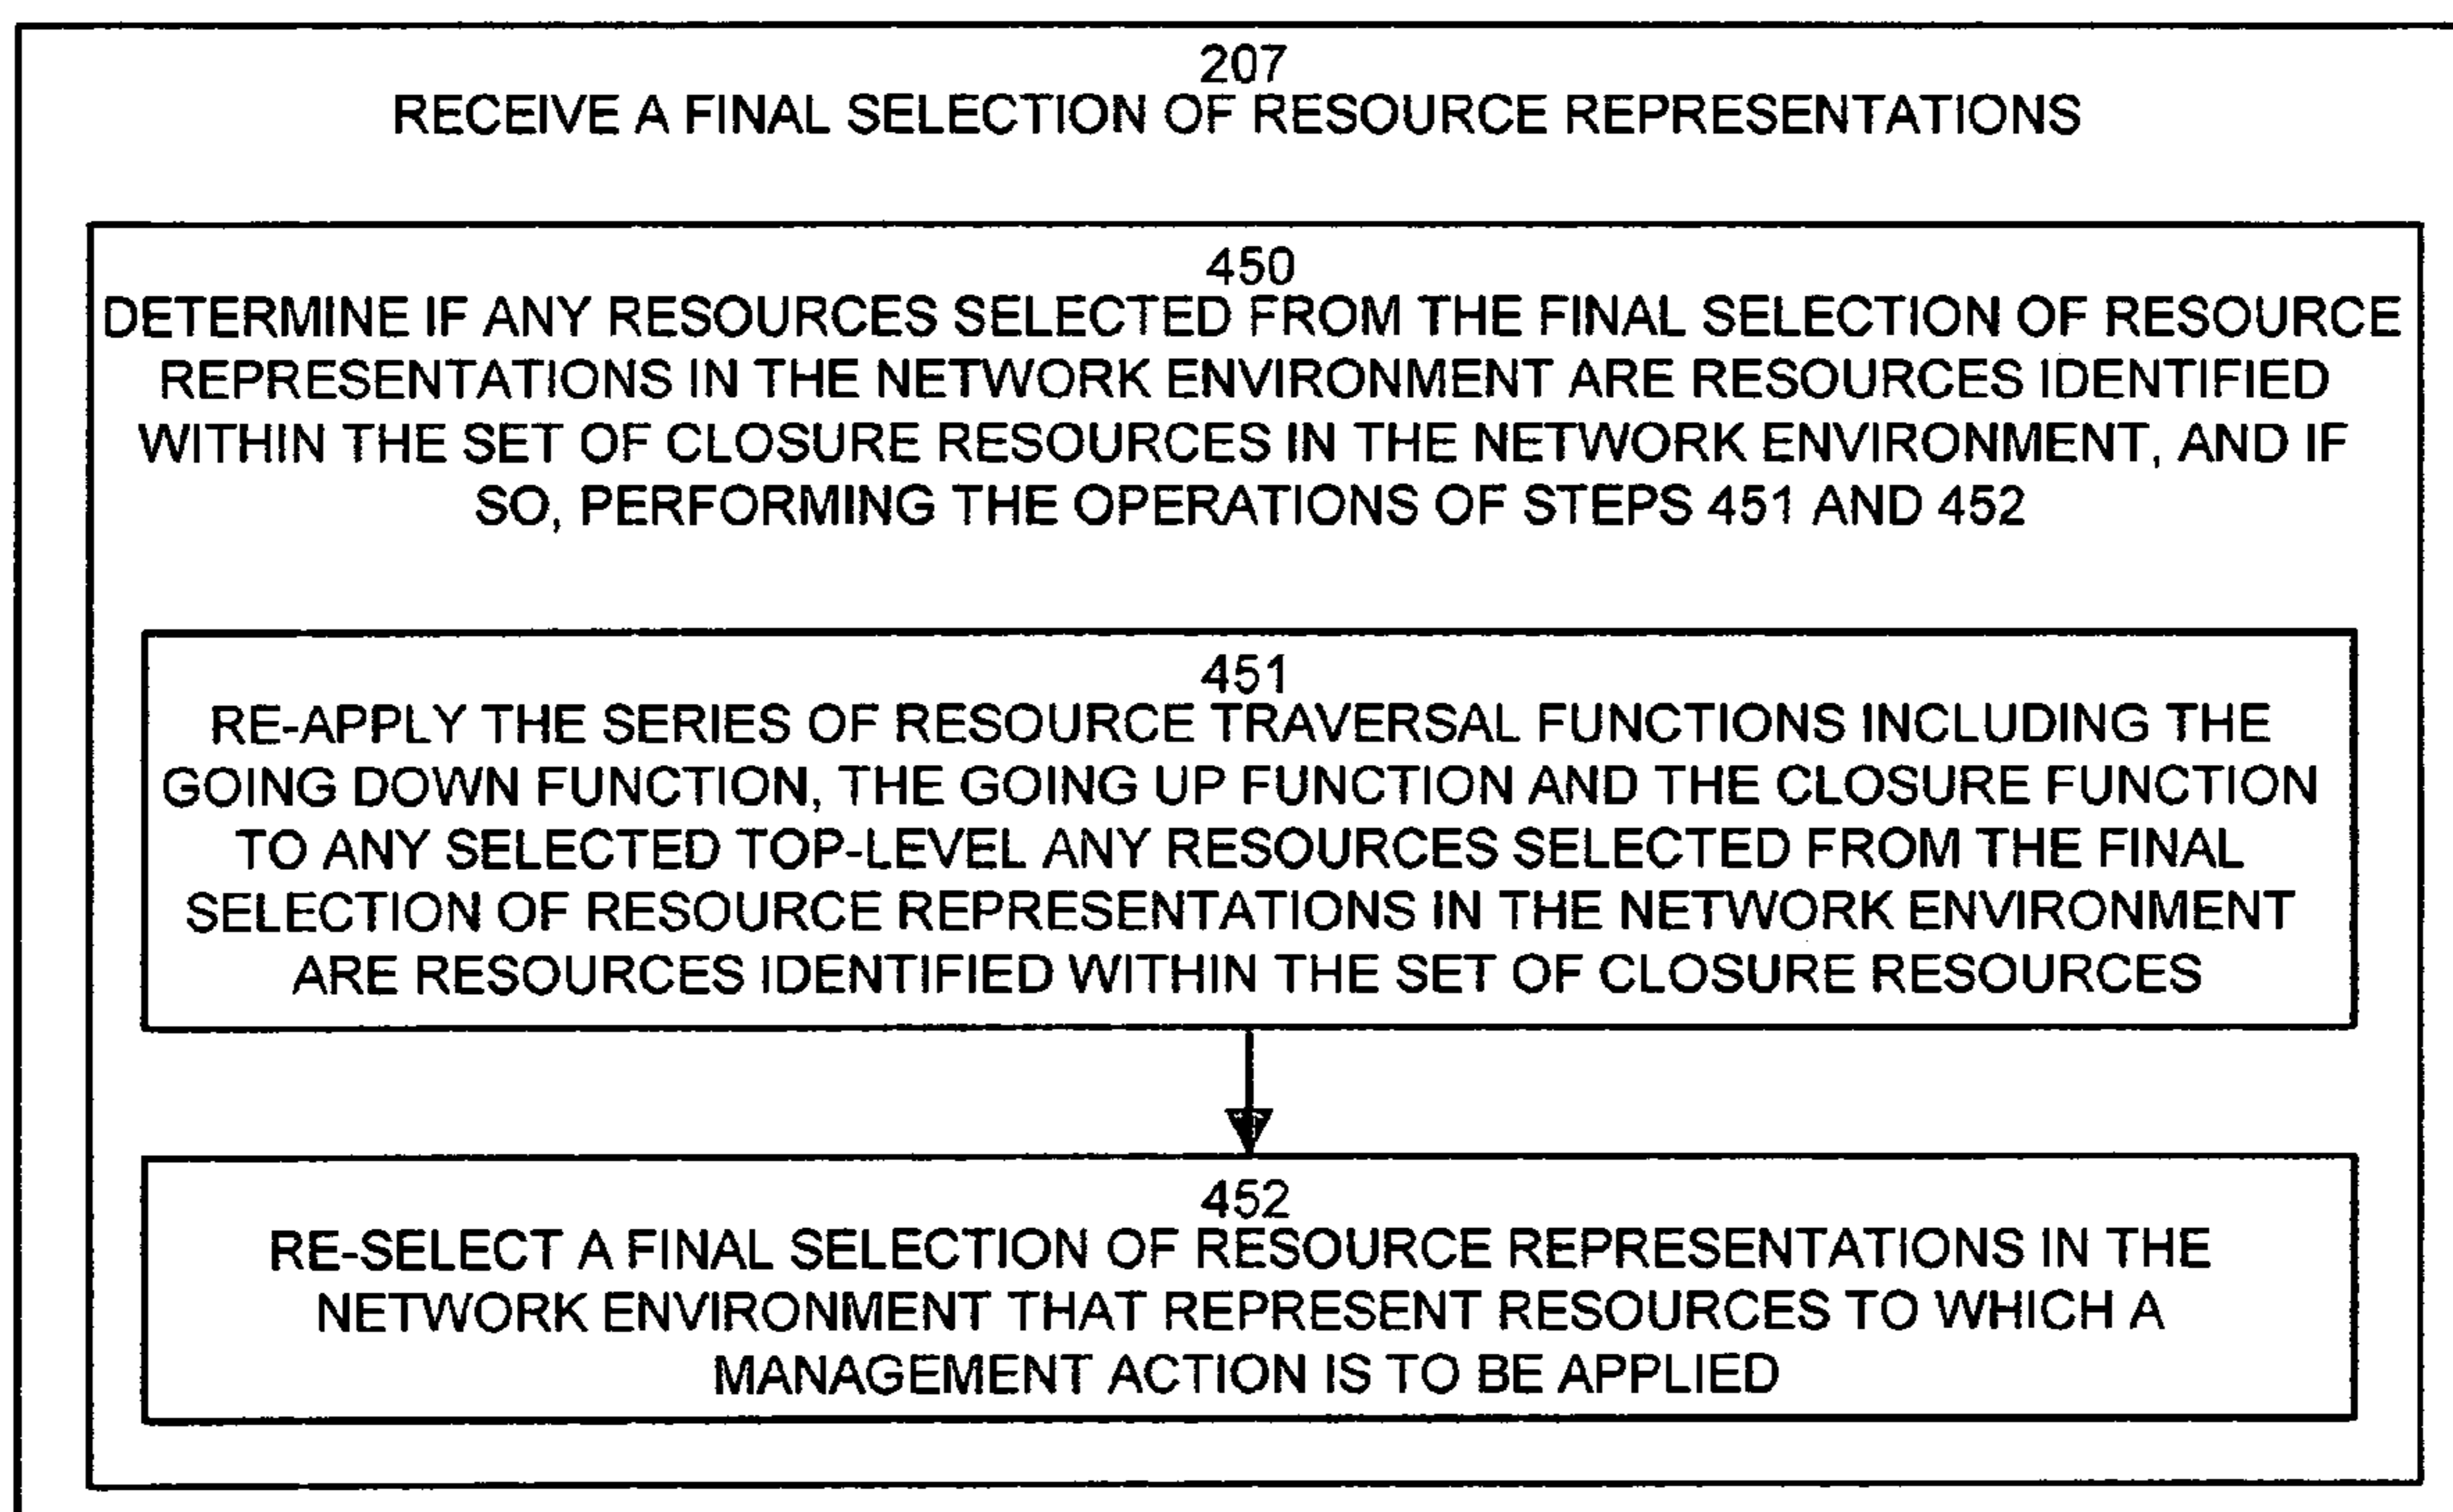 207
RECEIVE A FINAL SELECTION OF RESOURCE REPRESENTATIONS
450
DETERMINE IF ANY RESOURCES SELECTED FROM THE FINAL SELECTION OF RESOURCE
REPRESENTATIONS IN THE NETWORK ENVIRONMENT ARE RESOURCES IDENTIFIED
WITHIN THE SET OF CLOSURE RESOURCES IN THE NETWORK ENVIRONMENT, AND IF
SO, PERFORMING THE OPERATIONS OF STEPS 451 AND 452
451
RE-APPLY THE SERIES OF RESOURCE TRAVERSAL FUNCTIONS INCLUDING THE
GOING DOWN FUNCTION, THE GOING UP FUNCTION AND THE CLOSURE FUNCTION
TO ANY SELECTED TOP-LEVEL ANY RESOURCES SELECTED FROM THE FINAL
SELECTION OF RESOURCE REPRESENTATIONS IN THE NETWORK ENVIRONMENT
ARE RESOURCES IDENTIFIED WITHIN THE SET OF CLOSURE RESOURCES
452
RE-SELECT A FINAL SELECTION OF RESOURCE REPRESENTATIONS IN THE
NETWORK ENVIRONMENT THAT REPRESENT RESOURCES TO WHICH A
MANAGEMENT ACTION IS TO BE APPLIED